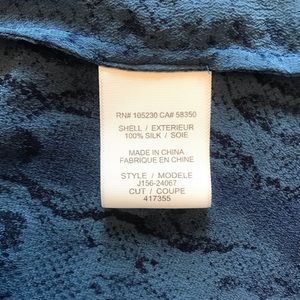 RN# 105230 CA# 58350
SHELL / EXTERIEUR
100% SILK / SOIE
MADE IN CHINA
FABRIQUE EN CHINE
STYLE / MODELE
J156-24067
CUT / COUPE
417355